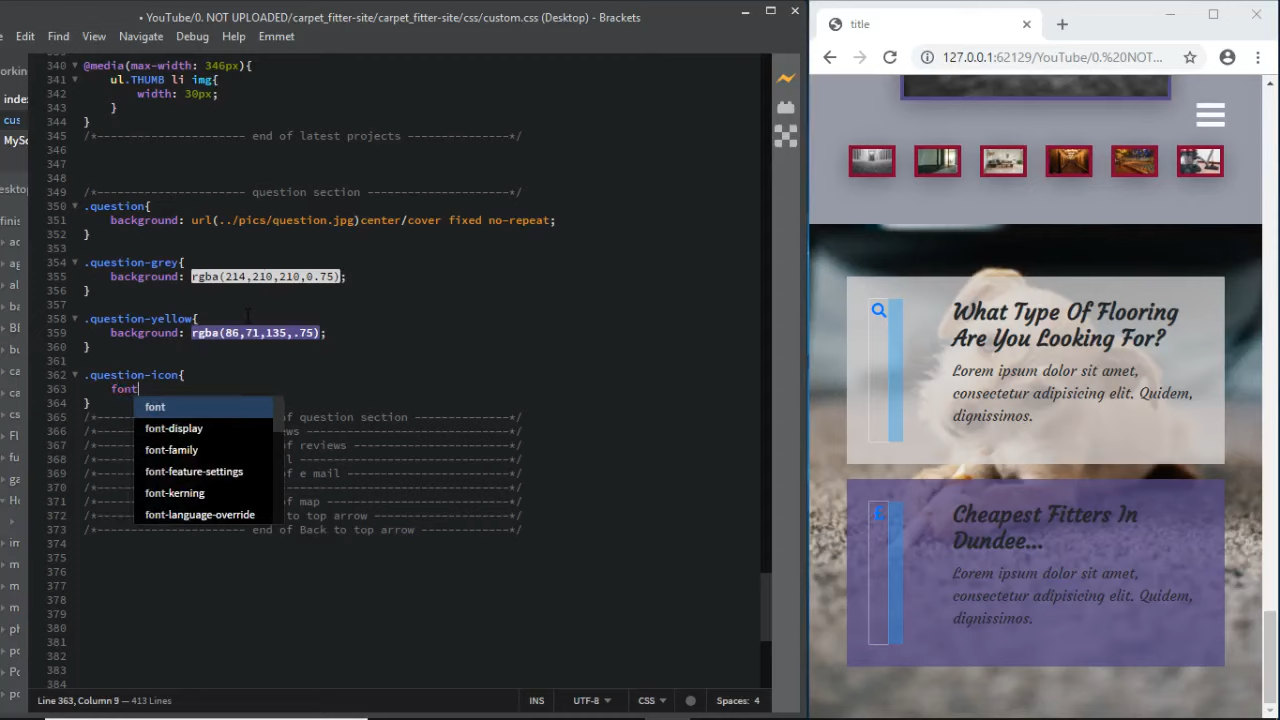 • YouTube/0. NOT UPLOADED/carpet_fitter-site/carpet_fitter-site/css/custom.css (Desktop) - Brackets
Edit Find View Navigate Debug Help Emmet
340 @media(max-width: 346px){
341 ul.THUMB li img{
342 width: 30px;
343 }
344 }
345 /*--------------------- end of latest projects ---------------*/
346
347
348
349 /*--------------------- question section -------------------*/
350 .question{
351 background: url(../pics/question.jpg)center/cover fixed no-repeat;
352 }
353
354 .question-grey{
355 background: rgba(214,210,210,0.75);
356 }
357
358 .question-yellow{
359 background: rgba(86,71,135,.75);
360 }
361
362 .question-icon{
363 font
364 }
365 of question section ---------------*/
366
367 of reviews
368
369 of e mail
370
371 of map
372 to top arrow
373 /*--------------------- end of Back to top arrow ---------------*/
374
375
376
377
378
379
380
381
382
383
384
font
font-display
font-family
font-feature-settings
font-kerning
font-language-override
Line 363, Column 9 — 413 Lines
INS UTF-8 CSS Spaces: 4
title
127.0.0.1:62129/YouTube/0.%20NOT...
What Type Of Flooring
Are You Looking For?
Lorem ipsum dolor sit amet,
consectetur adipisicing elit. Quidem,
dignissimos.
Cheapest Fitters In
Dundee...
Lorem ipsum dolor sit amet,
consectetur adipisicing elit. Quidem,
dignissimos.